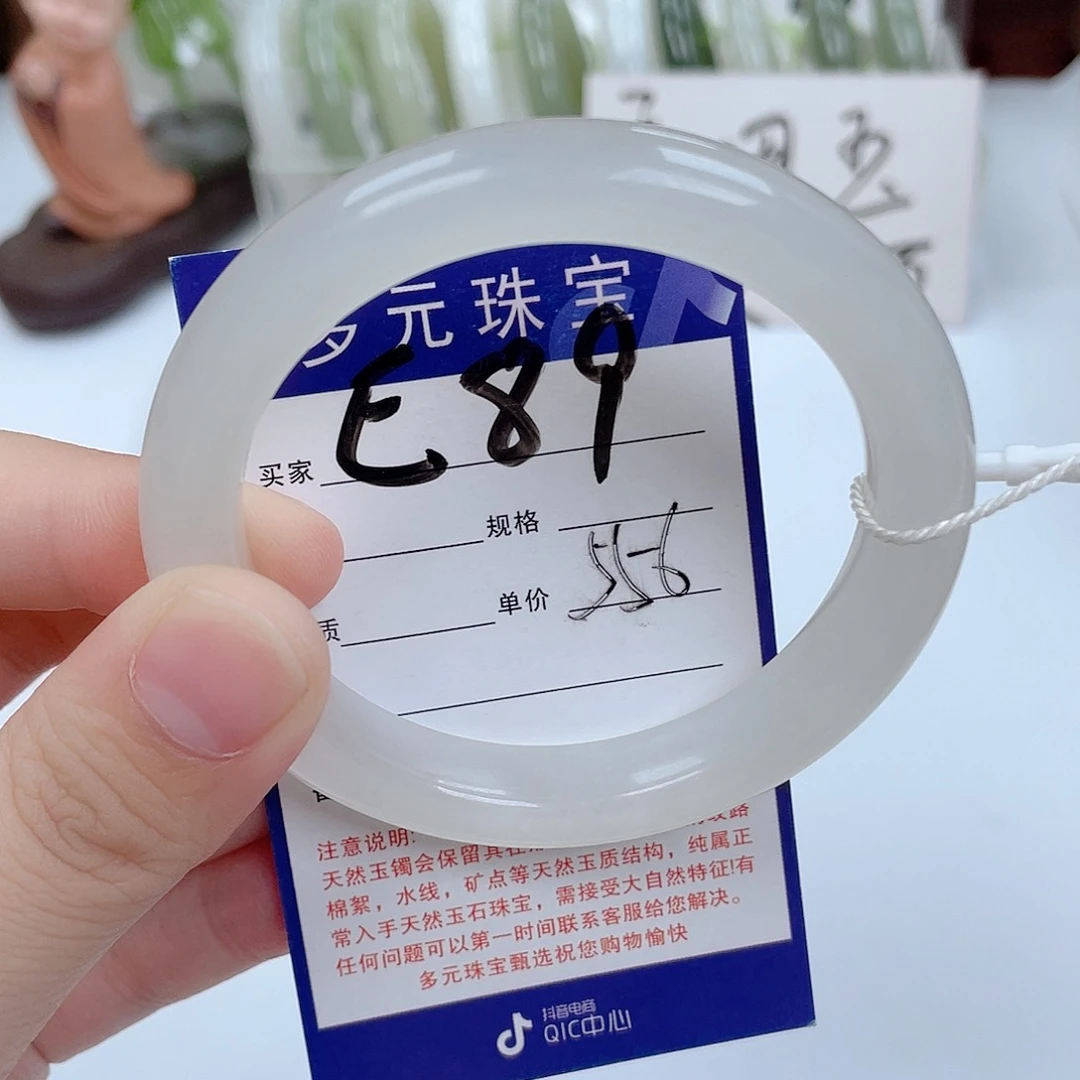 元珠宝
E89
买家
规格
质
单价 556
注意说明:
天然玉镯会保留其在
棉絮，水线，矿点等天然玉质结构，纯属正
常入手天然玉石珠宝，需接受大自然特征!有
任何问题可以第一时间联系客服给您解决。
多元珠宝甄选祝您购物愉快
抖音电商
QIC中心